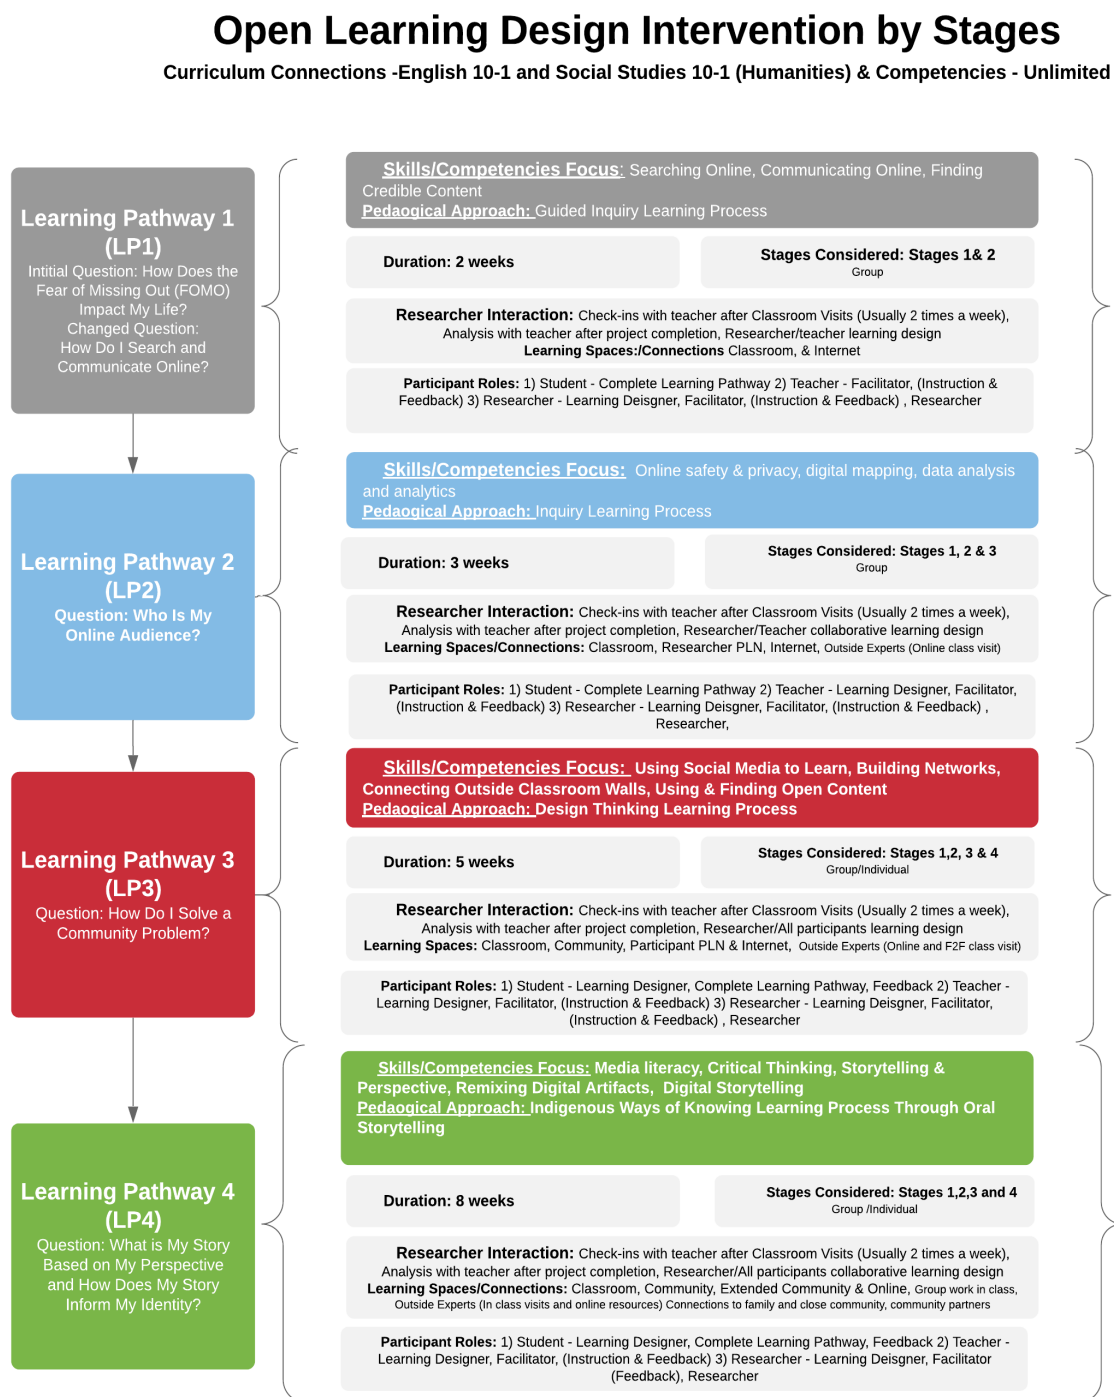 Open Learning Design Intervention by Stages
Curriculum Connections -English 10-1 and Social Studies 10-1 (Humanities) & Competencies - Unlimited
Learning Pathway 1
(LP1)
Intitial Question: How Does the
Fear of Missing Out (FOMO)
Impact My Life?
Changed Question:
How Do I Search and
Communicate Online?
Skills/Competencies Focus: Searching Online, Communicating Online, Finding
Credible Content
Pedaogical Approach: Guided Inquiry Learning Process
Duration: 2 weeks
Stages Considered: Stages 1& 2
Group
Researcher Interaction: Check-ins with teacher after Classroom Visits (Usually 2 times a week),
Analysis with teacher after project completion, Researcher/teacher learning design
Learning Spaces:/Connections Classroom, & Internet
Participant Roles: 1) Student - Complete Learning Pathway 2) Teacher - Facilitator, (Instruction &
Feedback) 3) Researcher - Learning Deisgner, Facilitator, (Instruction & Feedback) , Researcher
Learning Pathway 2
(LP2)
Question: Who Is My
Online Audience?
Skills/Competencies Focus: Online safety & privacy, digital mapping, data analysis
and analytics
Pedaogical Approach: Inquiry Learning Process
Duration: 3 weeks
Stages Considered: Stages 1, 2 & 3
Group
Researcher Interaction: Check-ins with teacher after Classroom Visits (Usually 2 times a week),
Analysis with teacher after project completion, Researcher/Teacher collaborative learning design
Learning Spaces/Connections: Classroom, Researcher PLN, Internet, Outside Experts (Online class visit)
Participant Roles: 1) Student - Complete Learning Pathway 2) Teacher - Learning Designer, Facilitator,
(Instruction & Feedback) 3) Researcher - Learning Deisgner, Facilitator, (Instruction & Feedback) ,
Researcher,
Learning Pathway 3
(LP3)
Question: How Do I Solve a
Community Problem?
Skills/Competencies Focus: Using Social Media to Learn, Building Networks,
Connecting Outside Classroom Walls, Using & Finding Open Content
Pedaogical Approach: Design Thinking Learning Process
Duration: 5 weeks
Stages Considered: Stages 1,2, 3 & 4
Group/Individual
Researcher Interaction: Check-ins with teacher after Classroom Visits (Usually 2 times a week),
Analysis with teacher after project completion, Researcher/All participants learning design
Learning Spaces: Classroom, Community, Participant PLN & Internet, Outside Experts (Online and F2F class visit)
Participant Roles: 1) Student - Learning Designer, Complete Learning Pathway, Feedback 2) Teacher -
Learning Designer, Facilitator, (Instruction & Feedback) 3) Researcher - Learning Deisgner, Facilitator,
(Instruction & Feedback) , Researcher
Learning Pathway 4
(LP4)
Question: What is My Story
Based on My Perspective
and How Does My Story
Inform My Identity?
Skills/Competencies Focus: Media literacy, Critical Thinking, Storytelling &
Perspective, Remixing Digital Artifacts, Digital Storytelling
Pedaogical Approach: Indigenous Ways of Knowing Learning Process Through Oral
Storytelling
Duration: 8 weeks
Stages Considered: Stages 1,2,3 and 4
Group /Individual
Researcher Interaction: Check-ins with teacher after Classroom Visits (Usually 2 times a week),
Analysis with teacher after project completion, Researcher/All participants collaborative learning design
Learning Spaces/Connections: Classroom, Community, Extended Community & Online, Group work in class,
Outside Experts (In class visits and online resources) Connections to family and close community, community partners
Participant Roles: 1) Student - Learning Designer, Complete Learning Pathway, Feedback 2) Teacher -
Learning Designer, Facilitator, (Instruction & Feedback) 3) Researcher - Learning Deisgner, Facilitator
(Feedback), Researcher